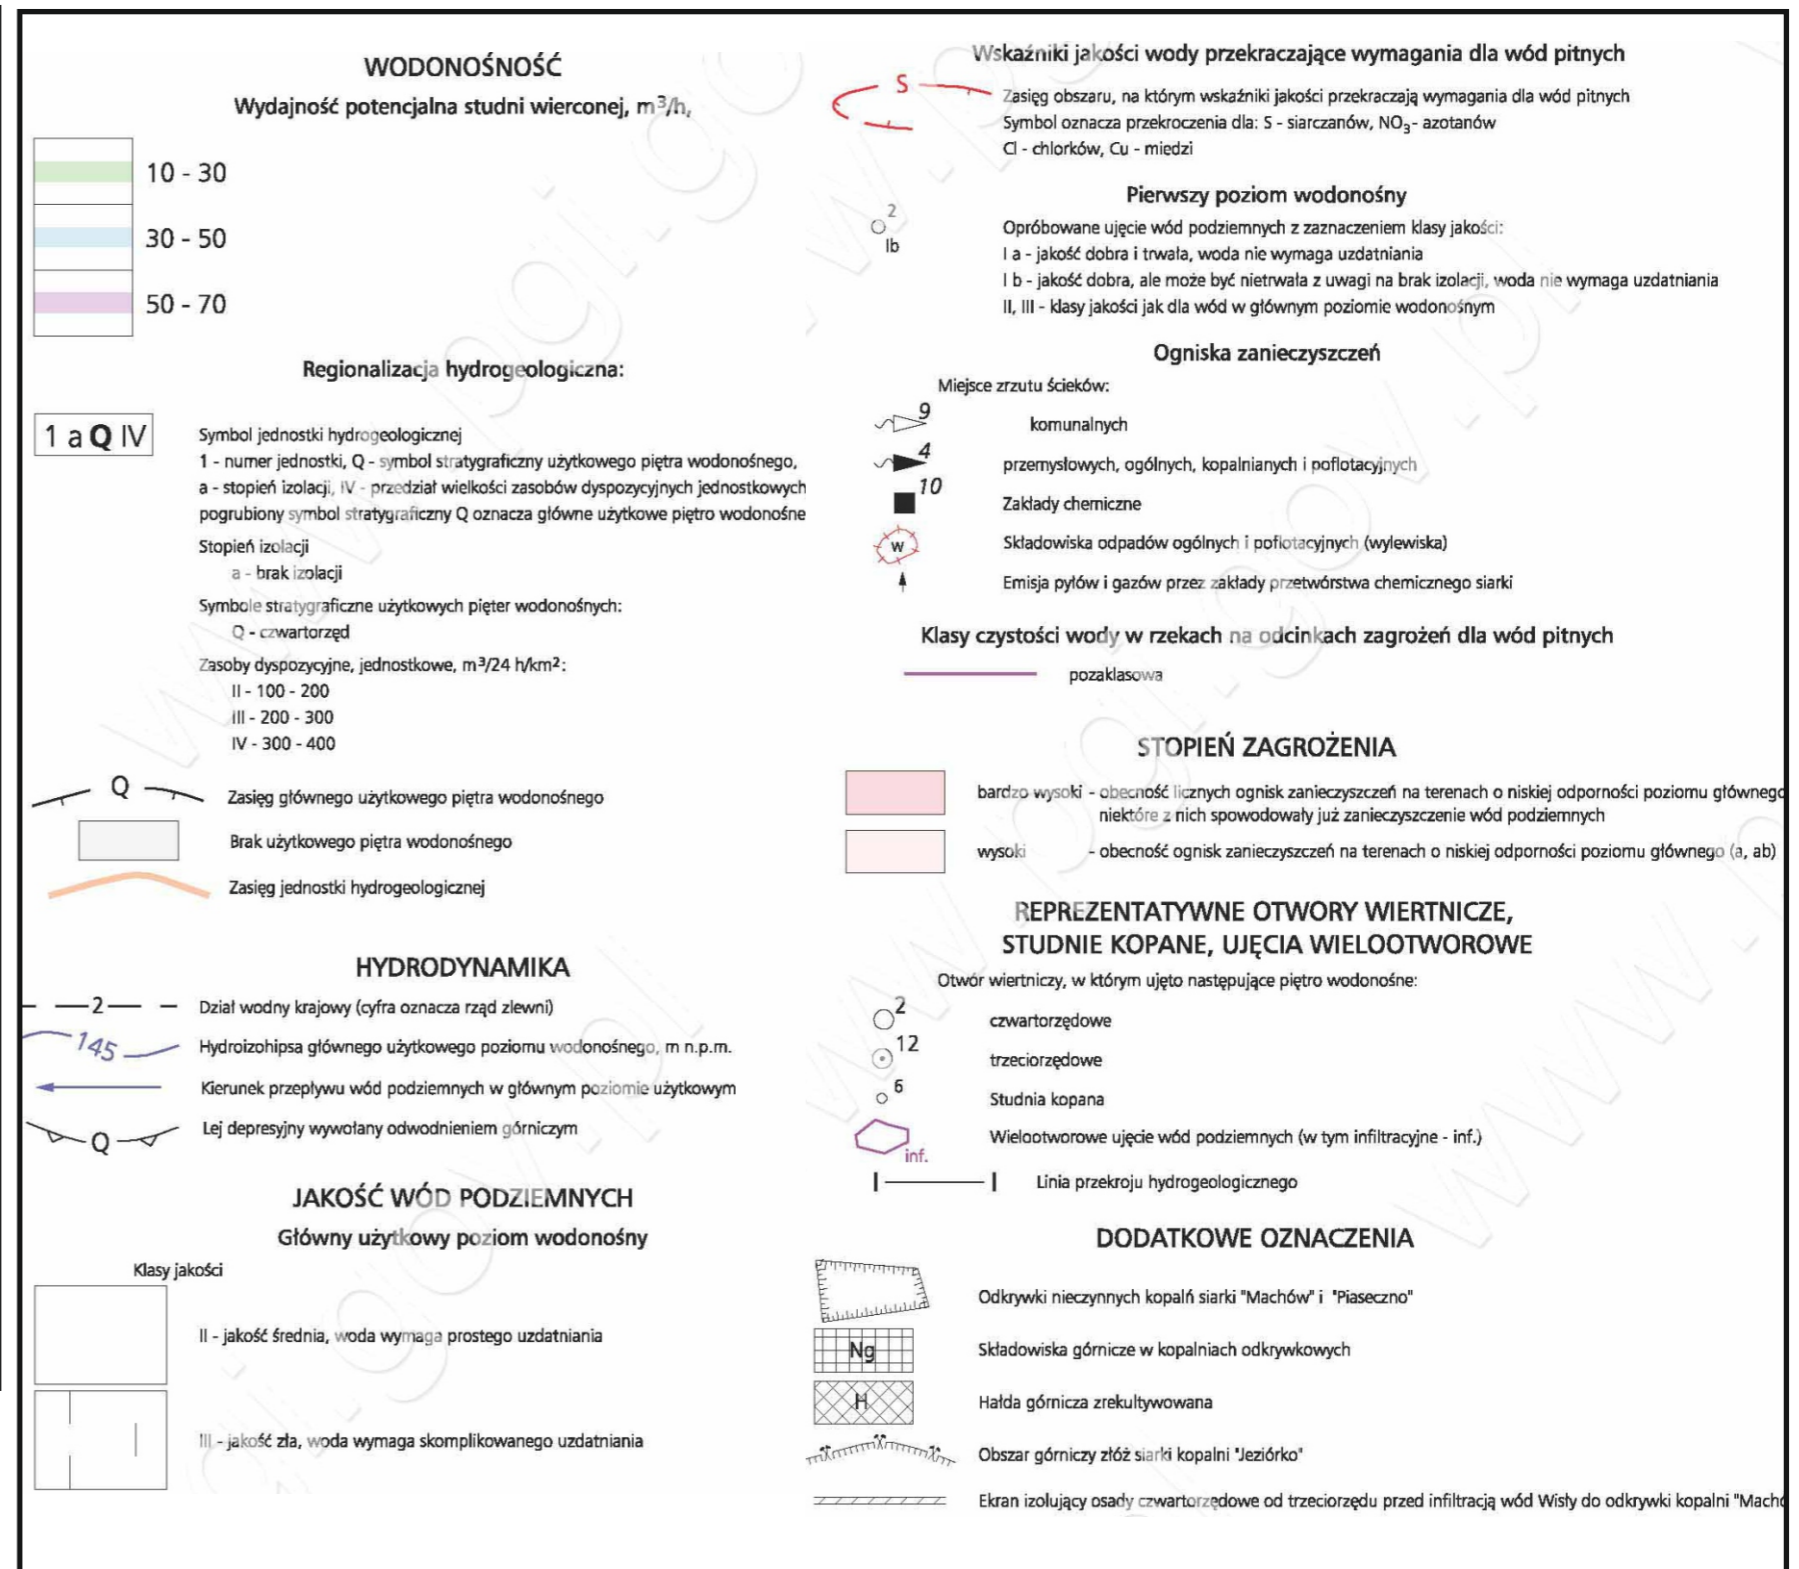 WODONOŚNOŚĆ
Wydajność potencjalna studni wierconej, m³/h,
10 - 30
30 - 50
50 - 70
Regionalizacja hydrogeologiczna:
1 a Q IV
Symbol jednostki hydrogeologicznej
1 - numer jednostki, Q - symbol stratygraficzny użytkowego piętra wodonośnego,
a - stopień izolacji, IV - przedział wielkości zasobów dyspozycyjnych jednostkowych
pogrubiony symbol stratygraficzny Q oznacza główne użytkowe piętro wodonośne
Stopień izolacji
a - brak izolacji
Symbole stratygraficzne użytkowych pięter wodonośnych:
Q - czwartorzęd
Zasoby dyspozycyjne, jednostkowe, m³/24 h/km²:
II - 100 - 200
III - 200 - 300
IV - 300 - 400
Q
Zasięg głównego użytkowego piętra wodonośnego
Brak użytkowego piętra wodonośnego
Zasięg jednostki hydrogeologicznej
HYDRODYNAMIKA
2
Dział wodny krajowy (cyfra oznacza rząd zlewni)
145
Hydroizohipsa głównego użytkowego poziomu wodonośnego, m n.p.m.
Kierunek przepływu wód podziemnych w głównym poziomie użytkowym
Q
Lej depresyjny wywołany odwodnieniem górniczym
JAKOŚĆ WÓD PODZIEMNYCH
Główny użytkowy poziom wodonośny
Klasy jakości
II - jakość średnia, woda wymaga prostego uzdatniania
III - jakość zła, woda wymaga skomplikowanego uzdatniania
Wskaźniki jakości wody przekraczające wymagania dla wód pitnych
S
Zasięg obszaru, na którym wskaźniki jakości przekraczają wymagania dla wód pitnych
Symbol oznacza przekroczenia dla: S - siarczanów, NO₃- azotanów
Cl - chlorków, Cu - miedzi
Pierwszy poziom wodonośny
2
Ib
Opróbowane ujęcie wód podziemnych z zaznaczeniem klasy jakości:
I a - jakość dobra i trwała, woda nie wymaga uzdatniania
I b - jakość dobra, ale może być nietrwała z uwagi na brak izolacji, woda nie wymaga uzdatniania
II, III - klasy jakości jak dla wód w głównym poziomie wodonośnym
Ogniska zanieczyszczeń
Miejsce zrzutu ścieków:
9
komunalnych
4
przemysłowych, ogólnych, kopalnianych i poflotacyjnych
10
Zakłady chemiczne
W
Składowiska odpadów ogólnych i poflotacyjnych (wylewiska)
Emisja pyłów i gazów przez zakłady przetwórstwa chemicznego siarki
Klasy czystości wody w rzekach na odcinkach zagrożeń dla wód pitnych
pozaklasowa
STOPIEŃ ZAGROŻENIA
bardzo wysoki - obecność licznych ognisk zanieczyszczeń na terenach o niskiej odporności poziomu głównego
niektóre z nich spowodowały już zanieczyszczenie wód podziemnych
wysoki - obecność ognisk zanieczyszczeń na terenach o niskiej odporności poziomu głównego (a, ab)
REPREZENTATYWNE OTWORY WIERTNICZE,
STUDNIE KOPANE, UJĘCIA WIELOOTWOROWE
Otwór wiertniczy, w którym ujęto następujące piętro wodonośne:
2
czwartorzędowe
12
trzeciorzędowe
6
Studnia kopana
inf.
Wielootworowe ujęcie wód podziemnych (w tym infiltracyjne - inf.)
I I
Linia przekroju hydrogeologicznego
DODATKOWE OZNACZENIA
Odkrywki nieczynnych kopalń siarki "Machów" i "Piaseczno"
Ng
Składowiska górnicze w kopalniach odkrywkowych
H
Hałda górnicza zrekultywowana
Obszar górniczy złóż siarki kopalni "Jeziórko"
Ekran izolujący osady czwartorzędowe od trzeciorzędu przed infiltracją wód Wisły do odkrywki kopalni "Mach
www.pgi.gov.pl